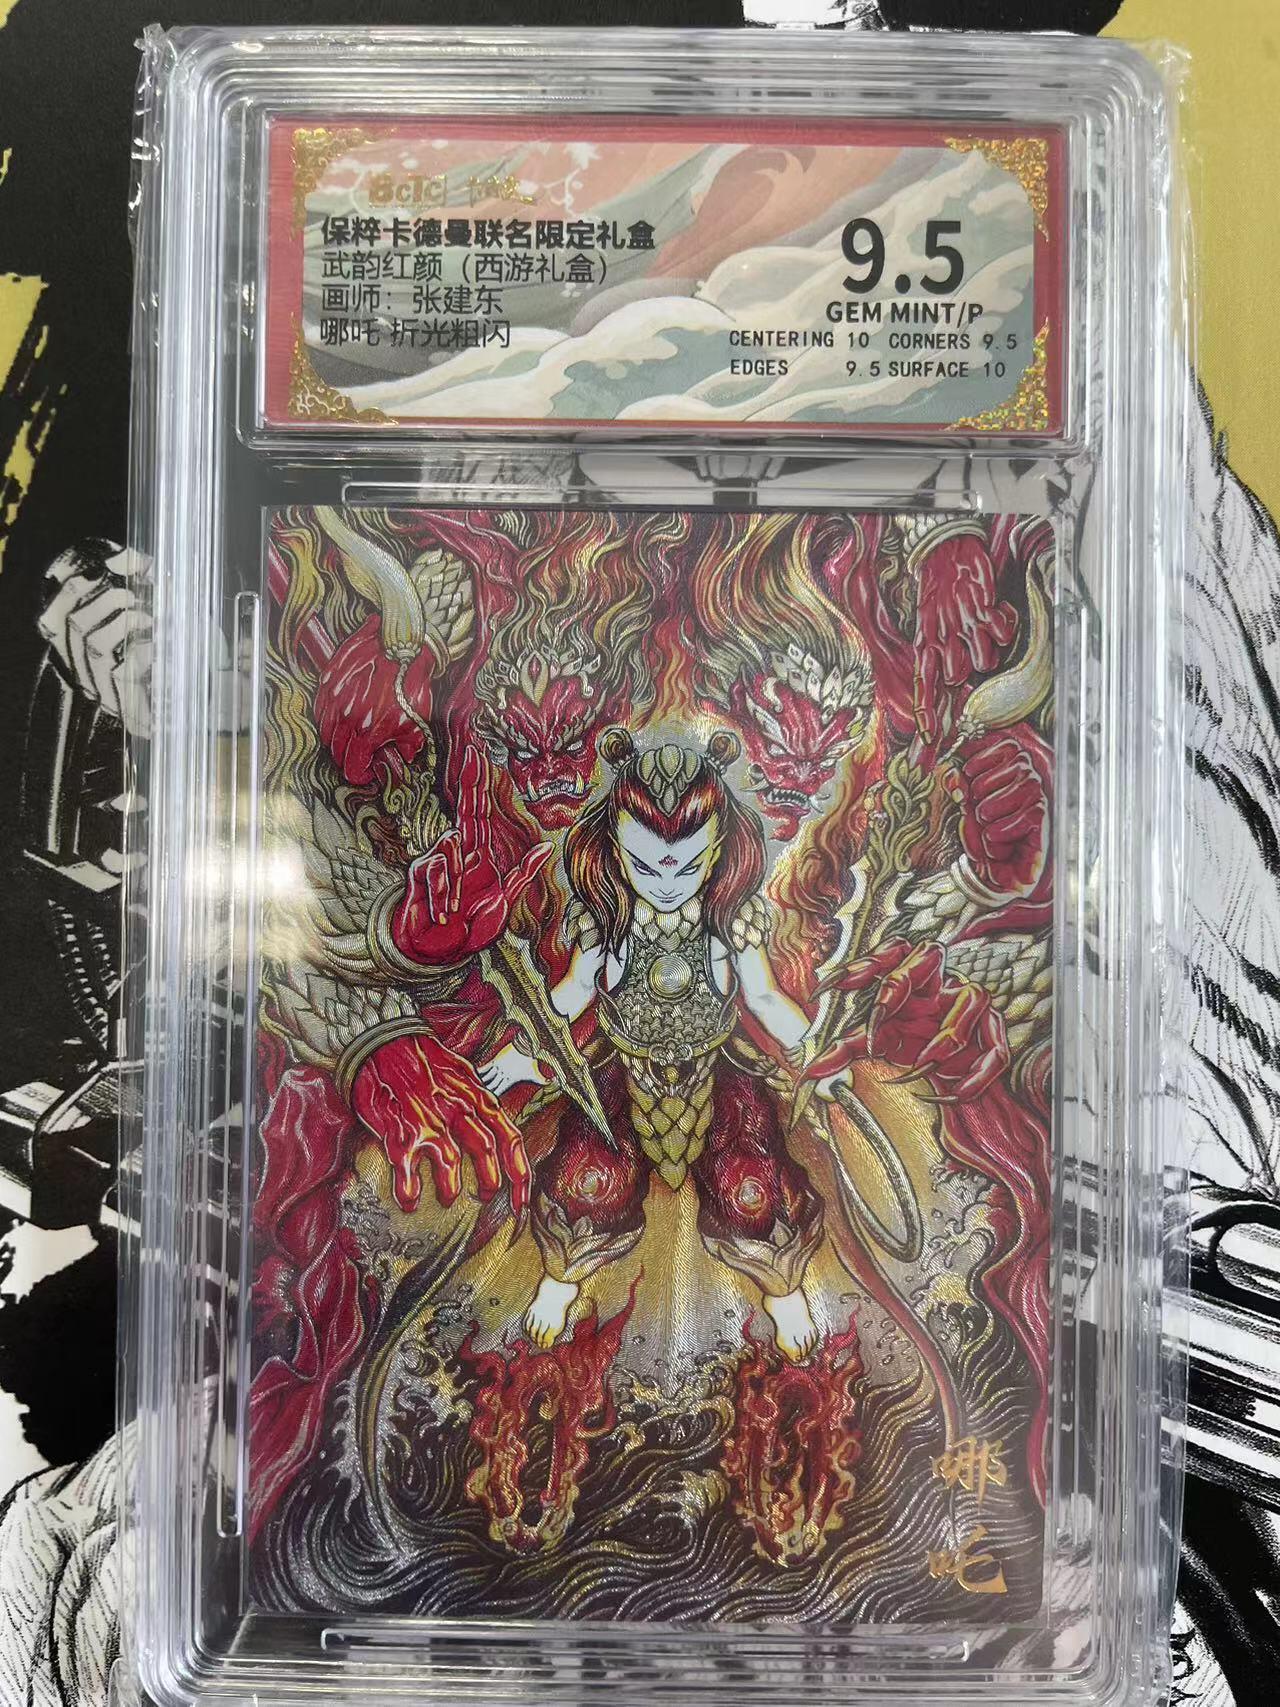 BCTC
保粹卡德曼联名限定礼盒
武韵红颜（西游礼盒）
画师：张建东
哪吒 折光粗闪
9.5
GEM MINT/P
CENTERING 10 CORNERS 9.5
EDGES 9.5 SURFACE 10
哪
吒